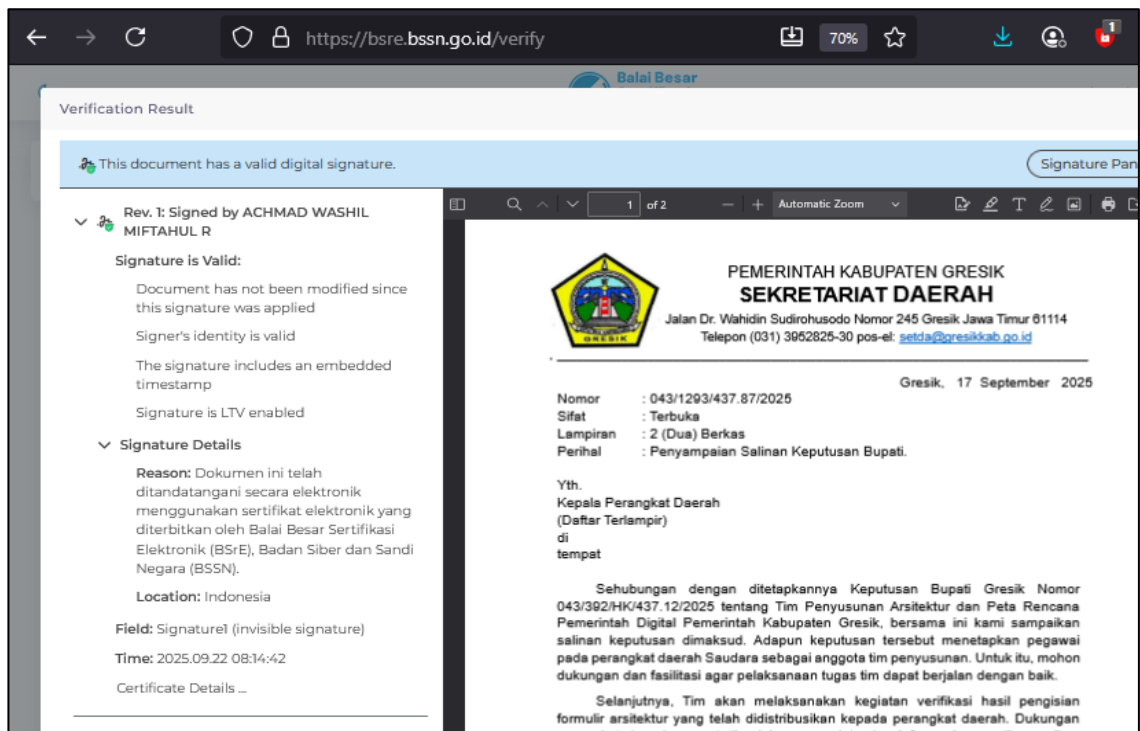 https://bsre.bssn.go.id/verify
70%
1
Balai Besar
Verification Result
This document has a valid digital signature.
Signature Pan
Rev. 1: Signed by ACHMAD WASHIL
MIFTAHUL R
Signature is Valid:
Document has not been modified since
this signature was applied
Signer's identity is valid
The signature includes an embedded
timestamp
Signature is LTV enabled
Signature Details
Reason: Dokumen ini telah
ditandatangani secara elektronik
menggunakan sertifikat elektronik yang
diterbitkan oleh Balai Besar Sertifikasi
Elektronik (BSrE), Badan Siber dan Sandi
Negara (BSSN).
Location: Indonesia
Field: Signature1 (invisible signature)
Time: 2025.09.22 08:14:42
Certificate Details ...
1 of 2
Automatic Zoom
GRESIK
PEMERINTAH KABUPATEN GRESIK
SEKRETARIAT DAERAH
Jalan Dr. Wahidin Sudirohusodo Nomor 245 Gresik Jawa Timur 61114
Telepon (031) 3952825-30 pos-el: setda@gresikkab.go.id
Gresik, 17 September 2025
Nomor : 043/1293/437.87/2025
Sifat : Terbuka
Lampiran : 2 (Dua) Berkas
Perihal : Penyampaian Salinan Keputusan Bupati.
Yth.
Kepala Perangkat Daerah
(Daftar Terlampir)
di
tempat
Sehubungan dengan ditetapkannya Keputusan Bupati Gresik Nomor
043/392/HK/437.12/2025 tentang Tim Penyusunan Arsitektur dan Peta Rencana
Pemerintah Digital Pemerintah Kabupaten Gresik, bersama ini kami sampaikan
salinan keputusan dimaksud. Adapun keputusan tersebut menetapkan pegawai
pada perangkat daerah Saudara sebagai anggota tim penyusunan. Untuk itu, mohon
dukungan dan fasilitasi agar pelaksanaan tugas tim dapat berjalan dengan baik.
Selanjutnya, Tim akan melaksanakan kegiatan verifikasi hasil pengisian
formulir arsitektur yang telah didistribusikan kepada perangkat daerah. Dukungan